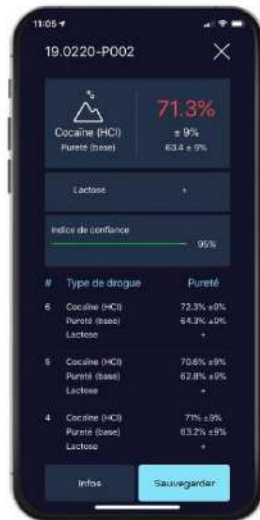 11:05
19.0220-P002
71.3%
Cocaïne (HCl) ± 9%
Pureté (base) 63.4 ± 9%
Lactose +
Indice de confiance
95%
# Type de drogue Pureté
6 Cocaïne (HCl) 72.3% ±9%
Pureté (base) 64.3% ±9%
Lactose +
5 Cocaïne (HCl) 70.6% ±9%
Pureté (base) 62.8% ±9%
Lactose +
4 Cocaïne (HCl) 71% ±9%
Pureté (base) 63.2% ±9%
Lactose +
Infos Sauvegarder